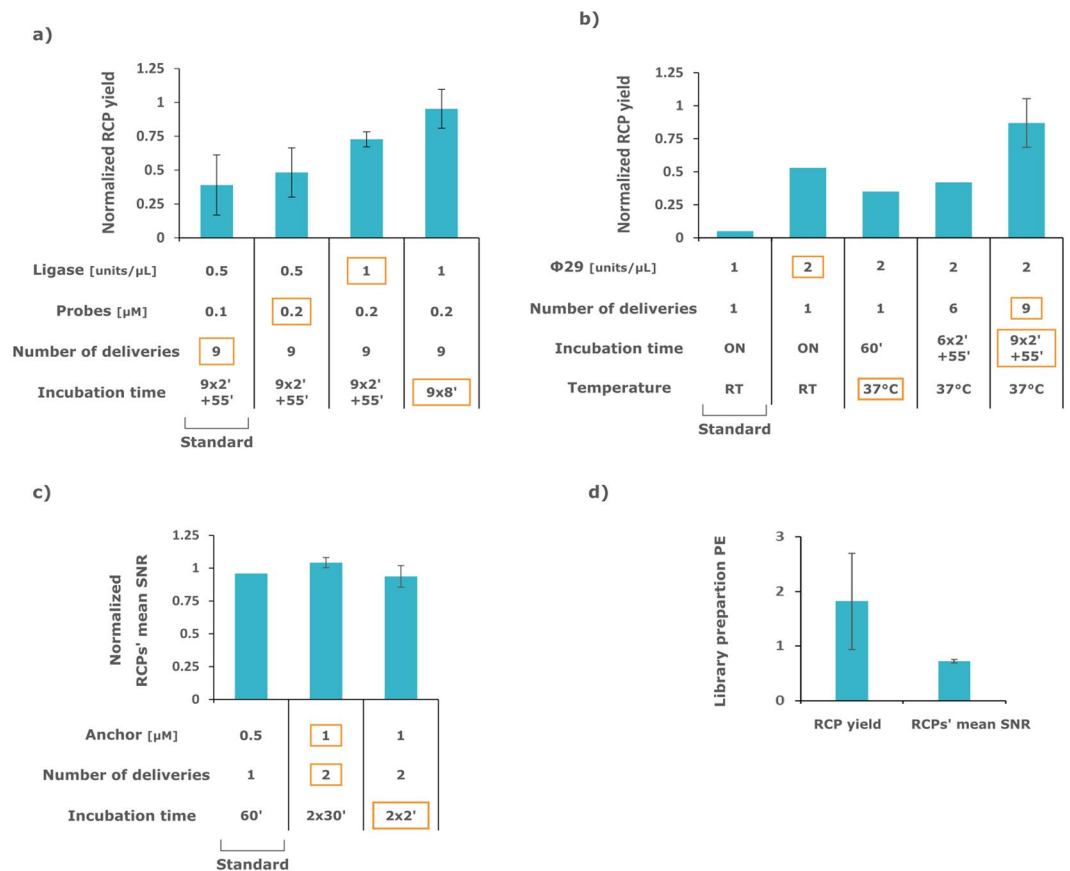 a)
Normalized RCP yield
1.25
1
0.75
0.5
0.25
0
Ligase [units/µL] 0.5 0.5 1 1
Probes [µM] 0.1 0.2 0.2 0.2
Number of deliveries 9 9 9 9
Incubation time 9x2' 9x2' 9x2' 9x8'
+55' +55' +55'
Standard
b)
Normalized RCP yield
1.25
1
0.75
0.5
0.25
0
Φ29 [units/µL] 1 2 2 2 2
Number of deliveries 1 1 1 6 9
Incubation time ON ON 60' 6x2' 9x2'
+55' +55'
Temperature RT RT 37°C 37°C 37°C
Standard
c)
Normalized
RCPs' mean SNR
1.25
1
0.75
0.5
0.25
0
Anchor [µM] 0.5 1 1
Number of deliveries 1 2 2
Incubation time 60' 2x30' 2x2'
Standard
d)
Library prepartion PE
3
2
1
0
RCP yield RCPs' mean SNR